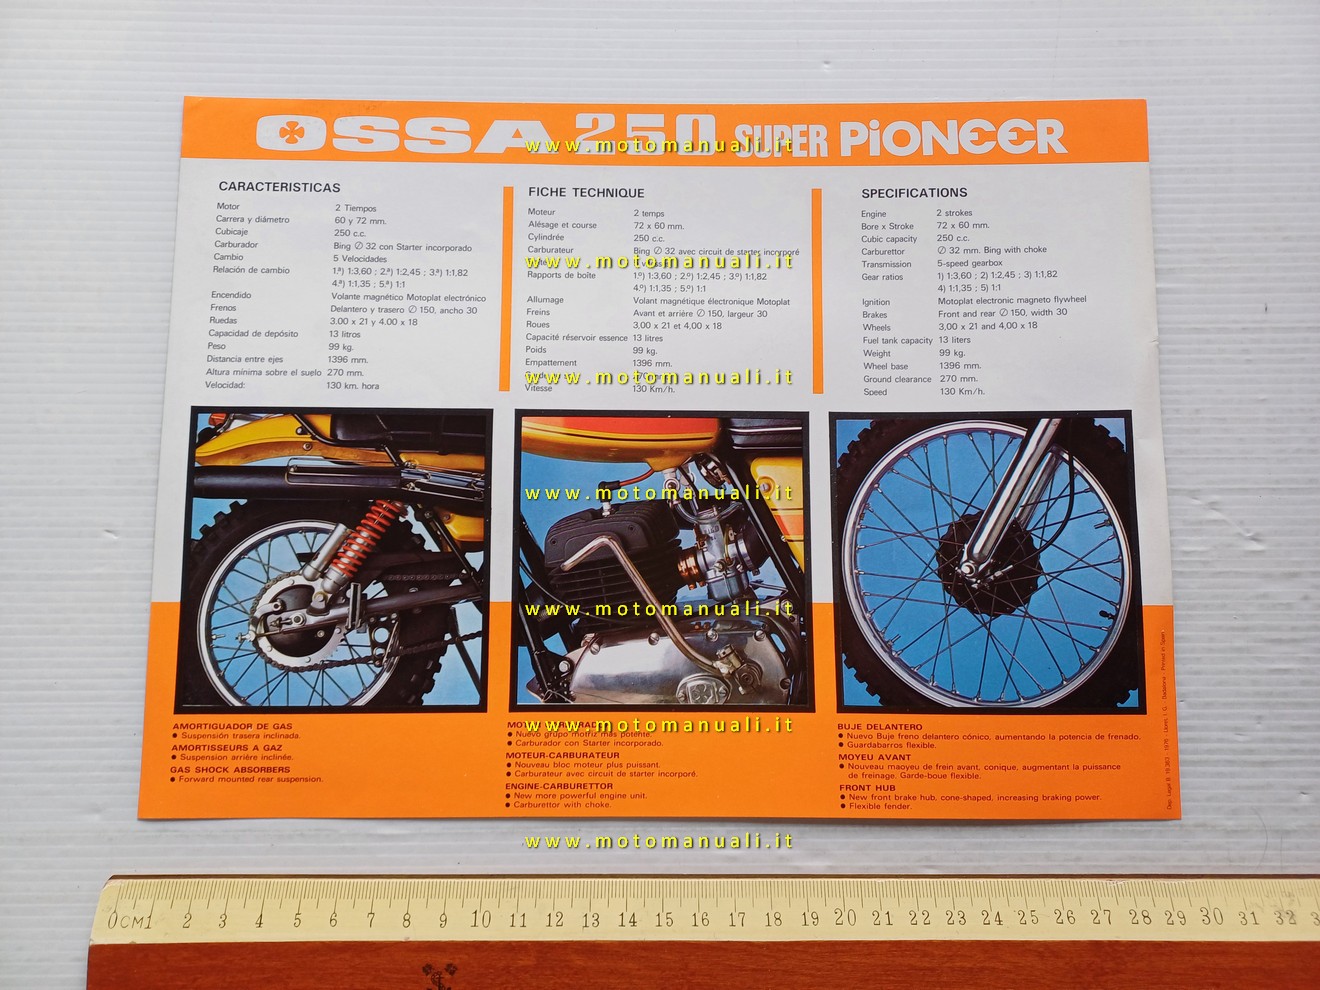 OSSA 250 SUPER PiONEER
www.motomanuali.it
CARACTERISTICAS
Motor 2 Tiempos
Carrera y diámetro 60 y 72 mm.
Cubicaje 250 c.c.
Carburador Bing ∅ 32 con Starter incorporado
Cambio 5 Velocidades
Relación de cambio 1.ª) 1:3,60 ; 2.ª) 1:2,45 ; 3.ª) 1:1,82
4.ª) 1:1,35 ; 5.ª) 1:1
Encendido Volante magnético Motoplat electrónico
Frenos Delantero y trasero ∅ 150, ancho 30
Ruedas 3.00 x 21 y 4.00 x 18
Capacidad de depósito 13 litros
Peso 99 kg.
Distancia entre ejes 1396 mm.
Altura mínima sobre el suelo 270 mm.
Velocidad: 130 km. hora
FICHE TECHNIQUE
Moteur 2 temps
Alésage et course 72 x 60 mm.
Cylindrée 250 c.c.
Carburateur Bing ∅ 32 avec circuit de starter incorporé
www.motomanuali.it
Rapports de boîte 1.º) 1:3,60 ; 2.º) 1:2,45 ; 3.º) 1:1,82
4.º) 1:1,35 ; 5.º) 1:1
Allumage Volant magnétique électronique Motoplat
Freins Avant et arrière ∅ 150, largeur 30
Roues 3,00 x 21 et 4,00 x 18
Capacité réservoir essence 13 litres
Poids 99 kg.
Empattement 1396 mm.
270
www.motomanuali.it
Vitesse 130 Km/h.
SPECIFICATIONS
Engine 2 strokes
Bore x Stroke 72 x 60 mm.
Cubic capacity 250 c.c.
Carburettor ∅ 32 mm. Bing with choke
Transmission 5-speed gearbox
Gear ratios 1) 1:3,60 ; 2) 1:2,45 ; 3) 1:1,82
4) 1:1,35 ; 5) 1:1
Ignition Motoplat electronic magneto flywheel
Brakes Front and rear ∅ 150, width 30
Wheels 3,00 x 21 and 4,00 x 18
Fuel tank capacity 13 liters
Weight 99 kg.
Wheel base 1396 mm.
Ground clearance 270 mm.
Speed 130 Km/h.
www.motomanuali.it
www.motomanuali.it
AMORTIGUADOR DE GAS
● Suspensión trasera inclinada.
AMORTISSEURS A GAZ
● Suspension arrière inclinée.
GAS SHOCK ABSORBERS
● Forward mounted rear suspension.
www.motomanuali.it
● Nuevo grupo motriz más potente.
● Carburador con Starter incorporado.
MOTEUR-CARBURATEUR
● Nouveau bloc moteur plus puissant.
● Carburateur avec circuit de starter incorporé.
ENGINE-CARBURETTOR
● New more powerful engine unit.
● Carburettor with choke.
BUJE DELANTERO
● Nuevo Buje freno delantero cónico, aumentando la potencia de frenado.
● Guardabarros flexible.
MOYEU AVANT
● Nouveau maoyeu de frein avant, conique, augmentant la puissance
de freinage. Garde-boue flexible.
FRONT HUB
● New front brake hub, cone-shaped, increasing braking power.
● Flexible fender.
www.motomanuali.it
0CM1 2 3 4 5 6 7 8 9 10 11 12 13 14 15 16 17 18 19 20 21 22 23 24 25 26 27 28 29 30 31 32